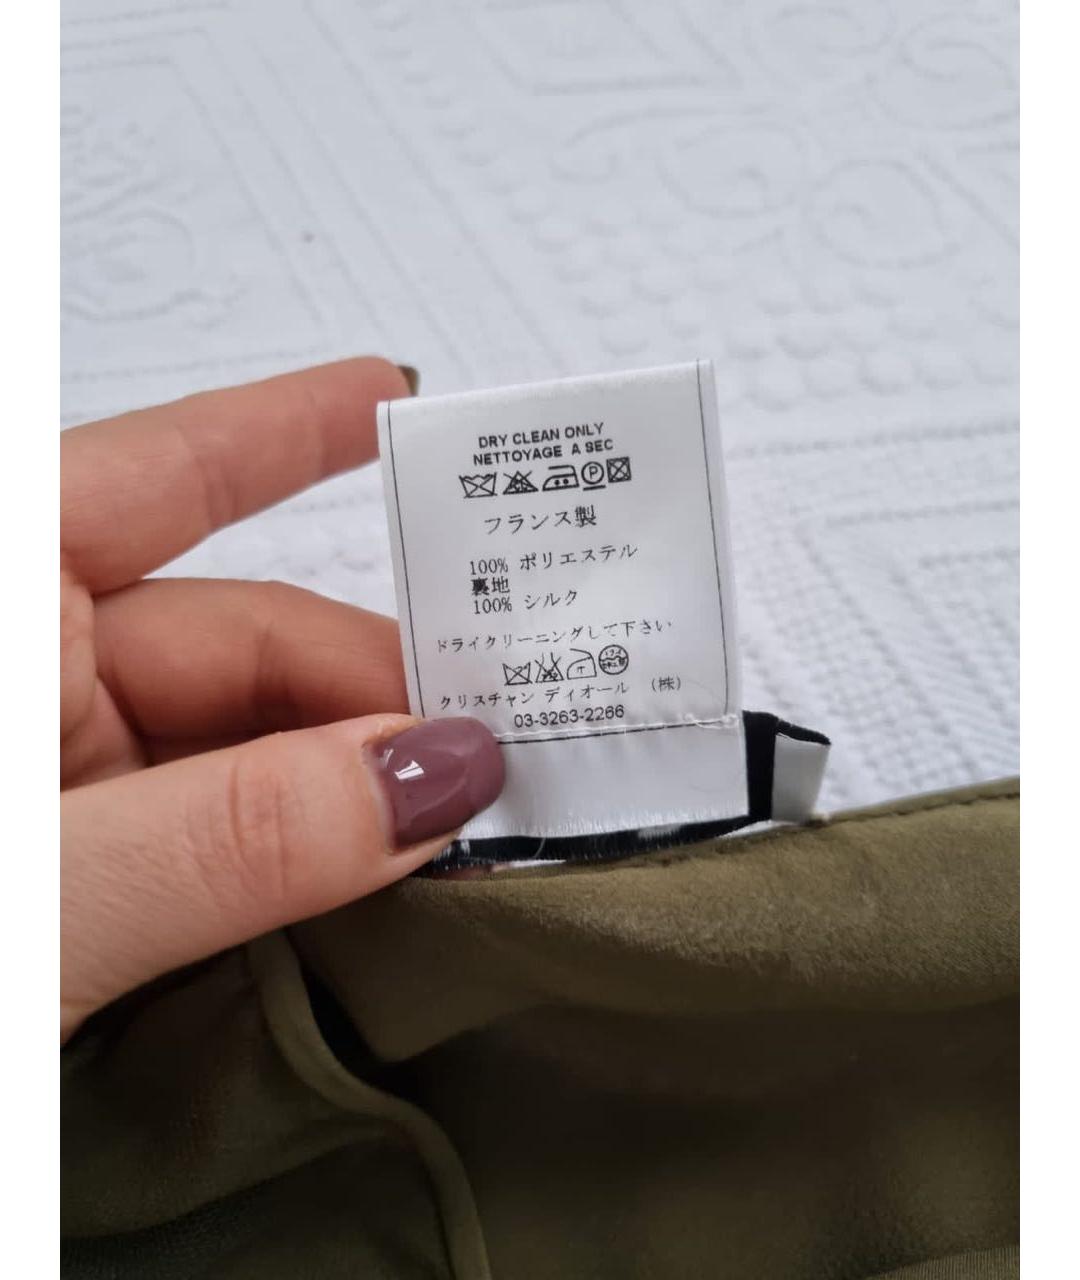 DRY CLEAN ONLY
NETTOYAGE A SEC
フランス製
100% ポリエステル
裏地
100% シルク
ドライクリーニングして下さい
クリスチャン ディオール (株)
03-3263-2266